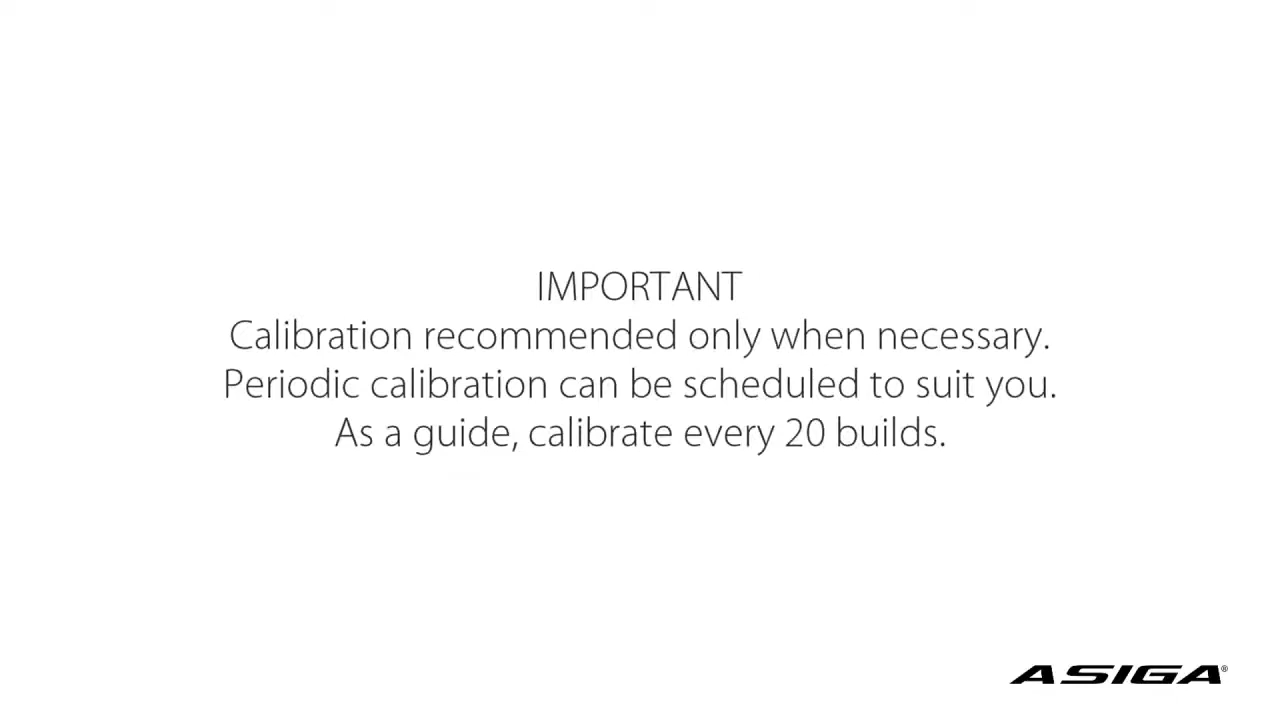 IMPORTANT
Calibration recommended only when necessary.
Periodic calibration can be scheduled to suit you.
As a guide, calibrate every 20 builds.
ASIGA®